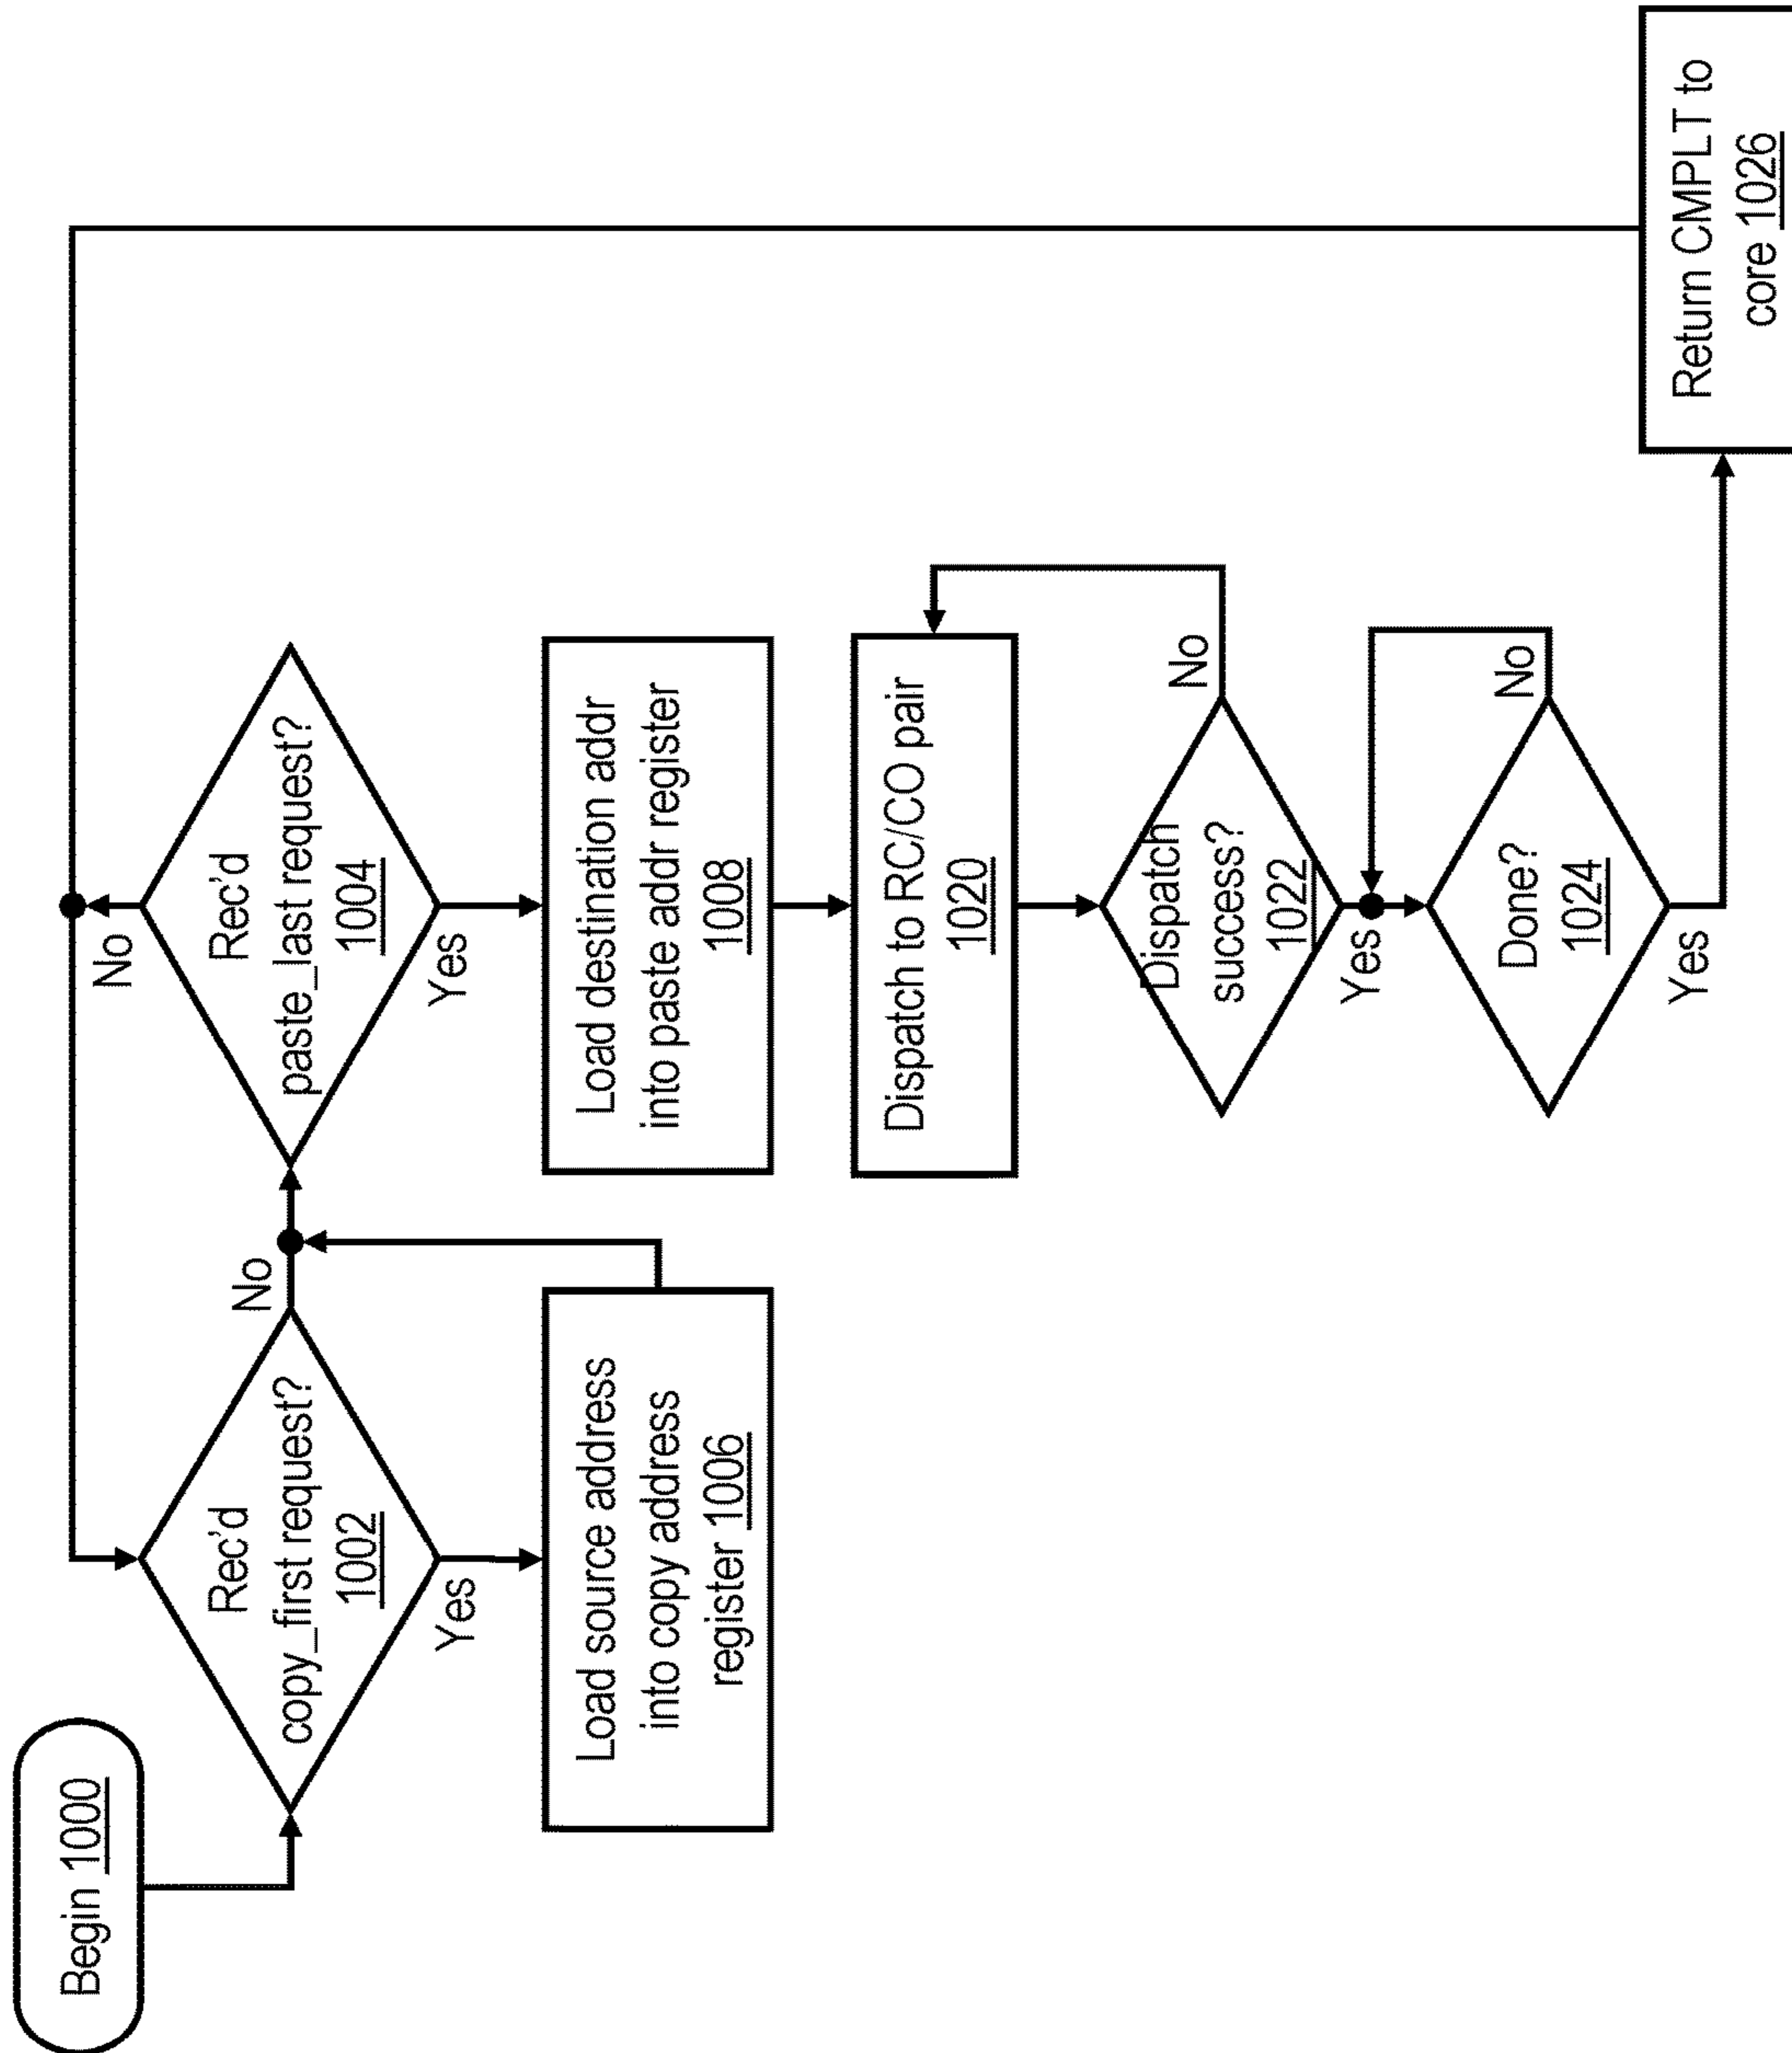 Begin 1000
Rec'd
copy_first request?
1002
No
Yes
Load source address
into copy address
register 1006
Rec'd
paste_last request?
1004
No
Yes
Load destination addr
into paste addr register
1008
Dispatch to RC/CO pair
1020
Dispatch
success?
1022
No
Yes
Done?
1024
No
Yes
Return CMPLT to
core 1026